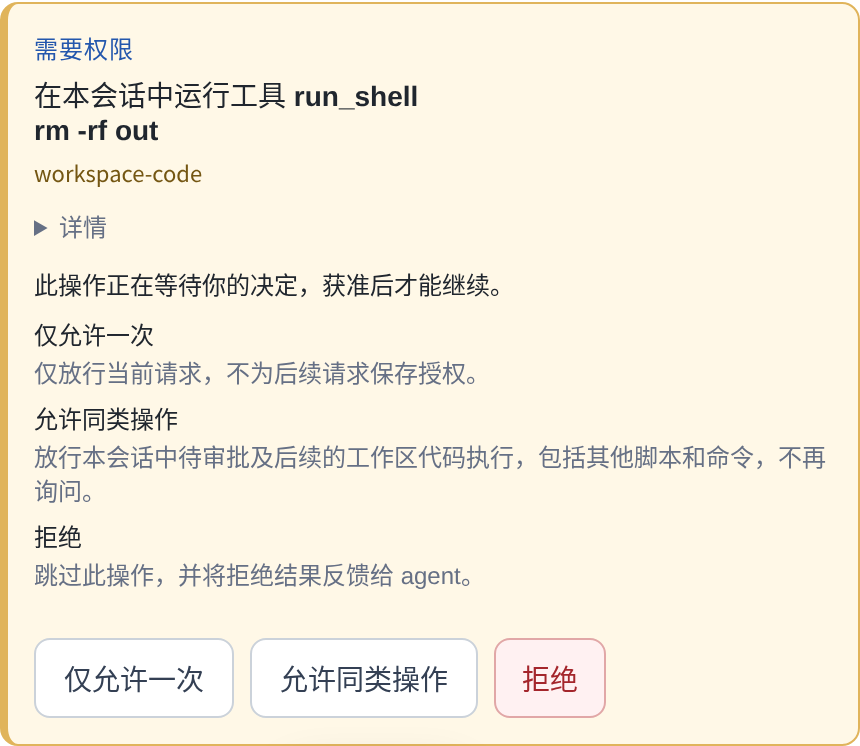 需要权限
在本会话中运行工具 run_shell
rm -rf out
workspace-code
▶ 详情
此操作正在等待你的决定，获准后才能继续。
仅允许一次
仅放行当前请求，不为后续请求保存授权。
允许同类操作
放行本会话中待审批及后续的工作区代码执行，包括其他脚本和命令，不再
询问。
拒绝
跳过此操作，并将拒绝结果反馈给 agent。
仅允许一次 允许同类操作 拒绝